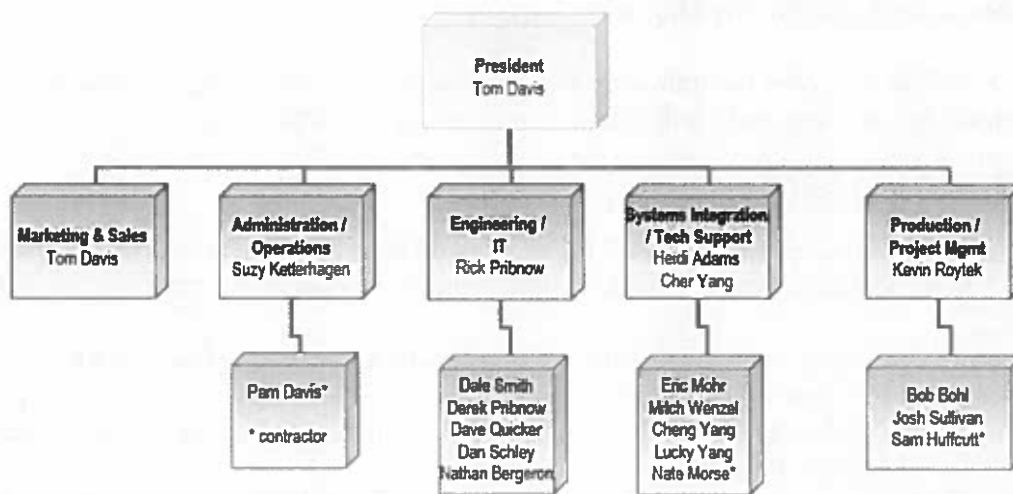 President
Tom Davis
Marketing & Sales
Tom Davis
Administration /
Operations
Suzy Ketterhagen
Engineering /
IT
Rick Pribnow
Systems Integration
/ Tech Support
Heidi Adams
Cher Yang
Production /
Project Mgmt
Kevin Roytek
Pam Davis*
* contractor
Dale Smith
Derek Pribnow
Dave Quicker
Dan Schley
Nathan Bergeron
Eric Mohr
Mitch Wenzel
Cheng Yang
Lucky Yang
Nate Morse*
Bob Bohl
Josh Sullivan
Sam Huffcutt*